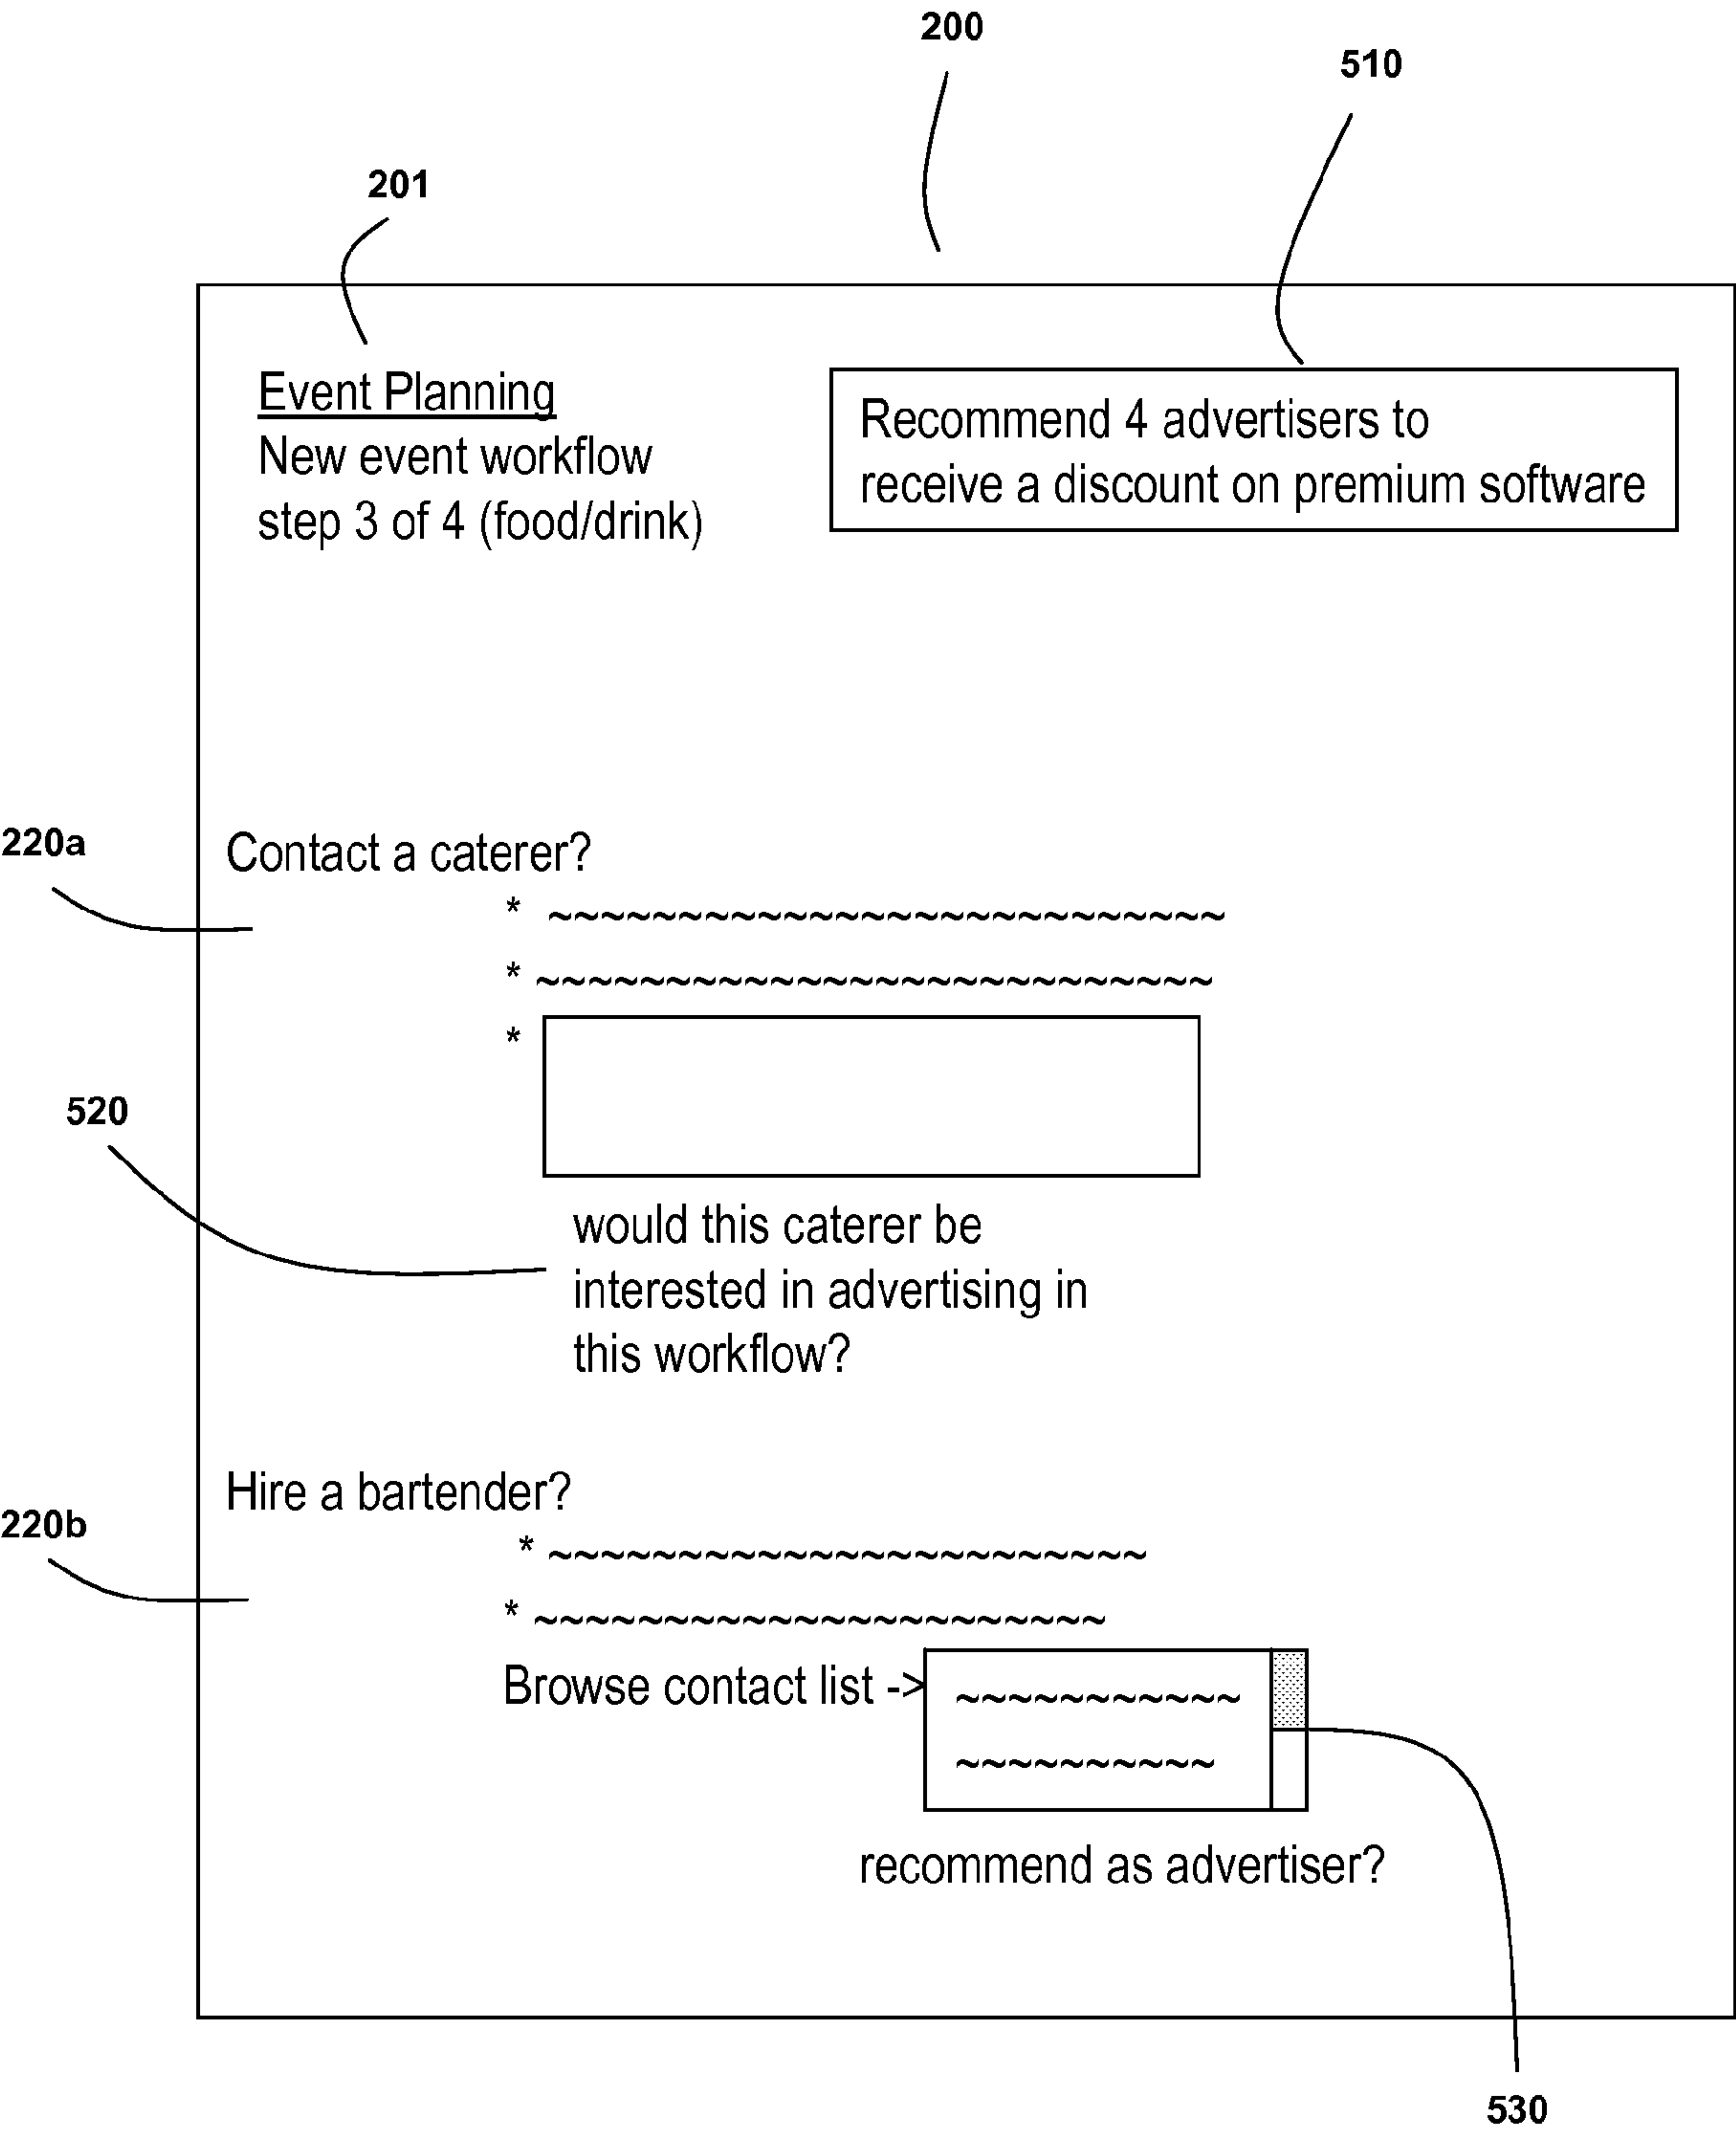 200
510
201
Event Planning
New event workflow
step 3 of 4 (food/drink)
Recommend 4 advertisers to
receive a discount on premium software
220a
Contact a caterer?
* ~~~~~~~~~~~~~~~~~~~~~~~~~~
* ~~~~~~~~~~~~~~~~~~~~~~~~~~
*
520
would this caterer be
interested in advertising in
this workflow?
Hire a bartender?
220b
* ~~~~~~~~~~~~~~~~~~~~~~~
* ~~~~~~~~~~~~~~~~~~~~~~
Browse contact list ->
~~~~~~~~~~~
~~~~~~~~~~
recommend as advertiser?
530